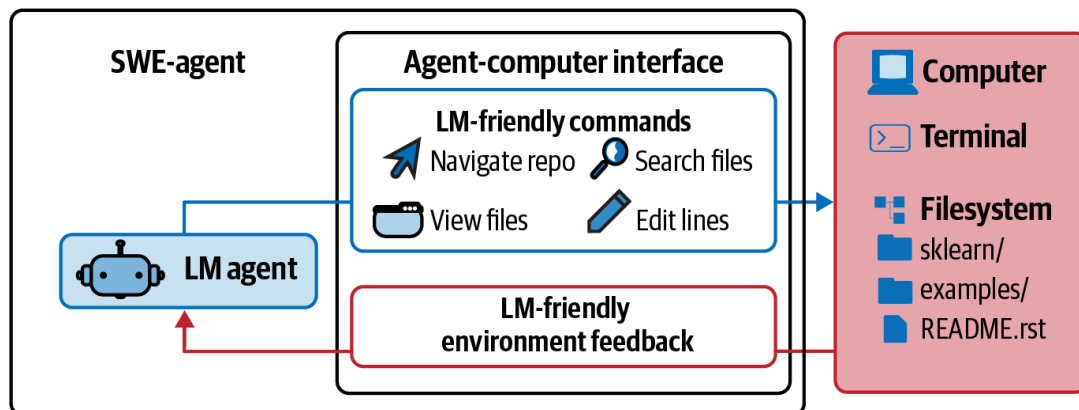 SWE-agent
Agent-computer interface
LM-friendly commands
Navigate repo
Search files
View files
Edit lines
LM agent
LM-friendly
environment feedback
Computer
>_ Terminal
Filesystem
sklearn/
examples/
README.rst